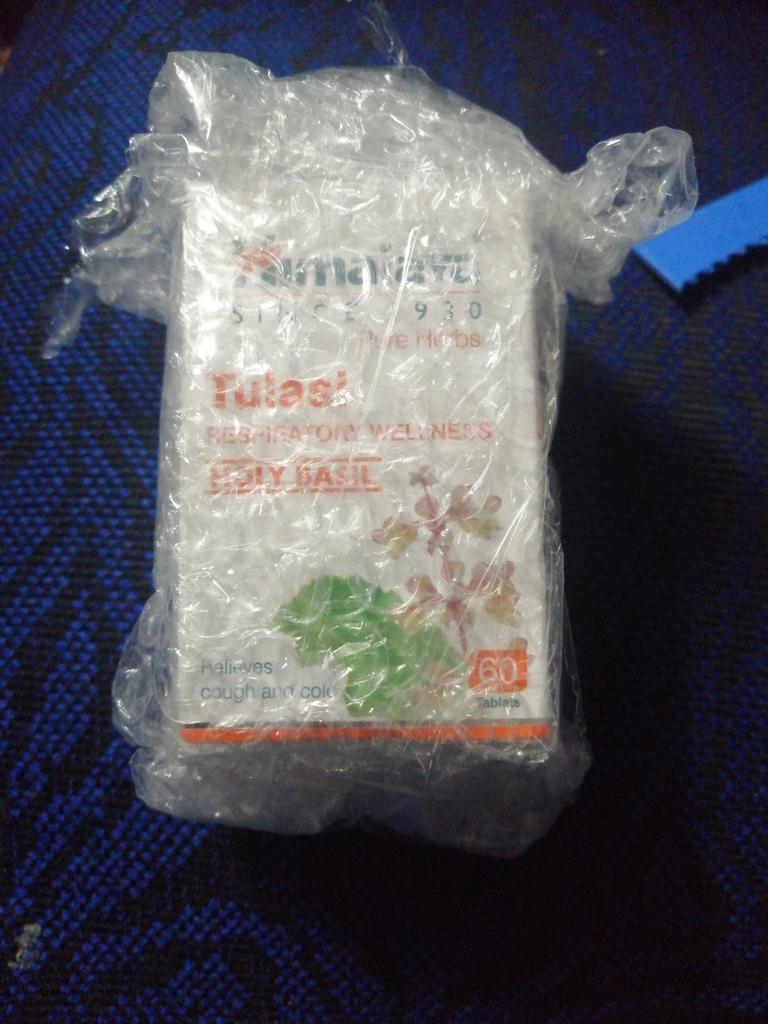 Himalaya
SINCE 1930
Pure Herbs
Tulasi
RESPIRATORY WELLNESS
HOLY BASIL
Relieves
cough and cold
60
Tablets